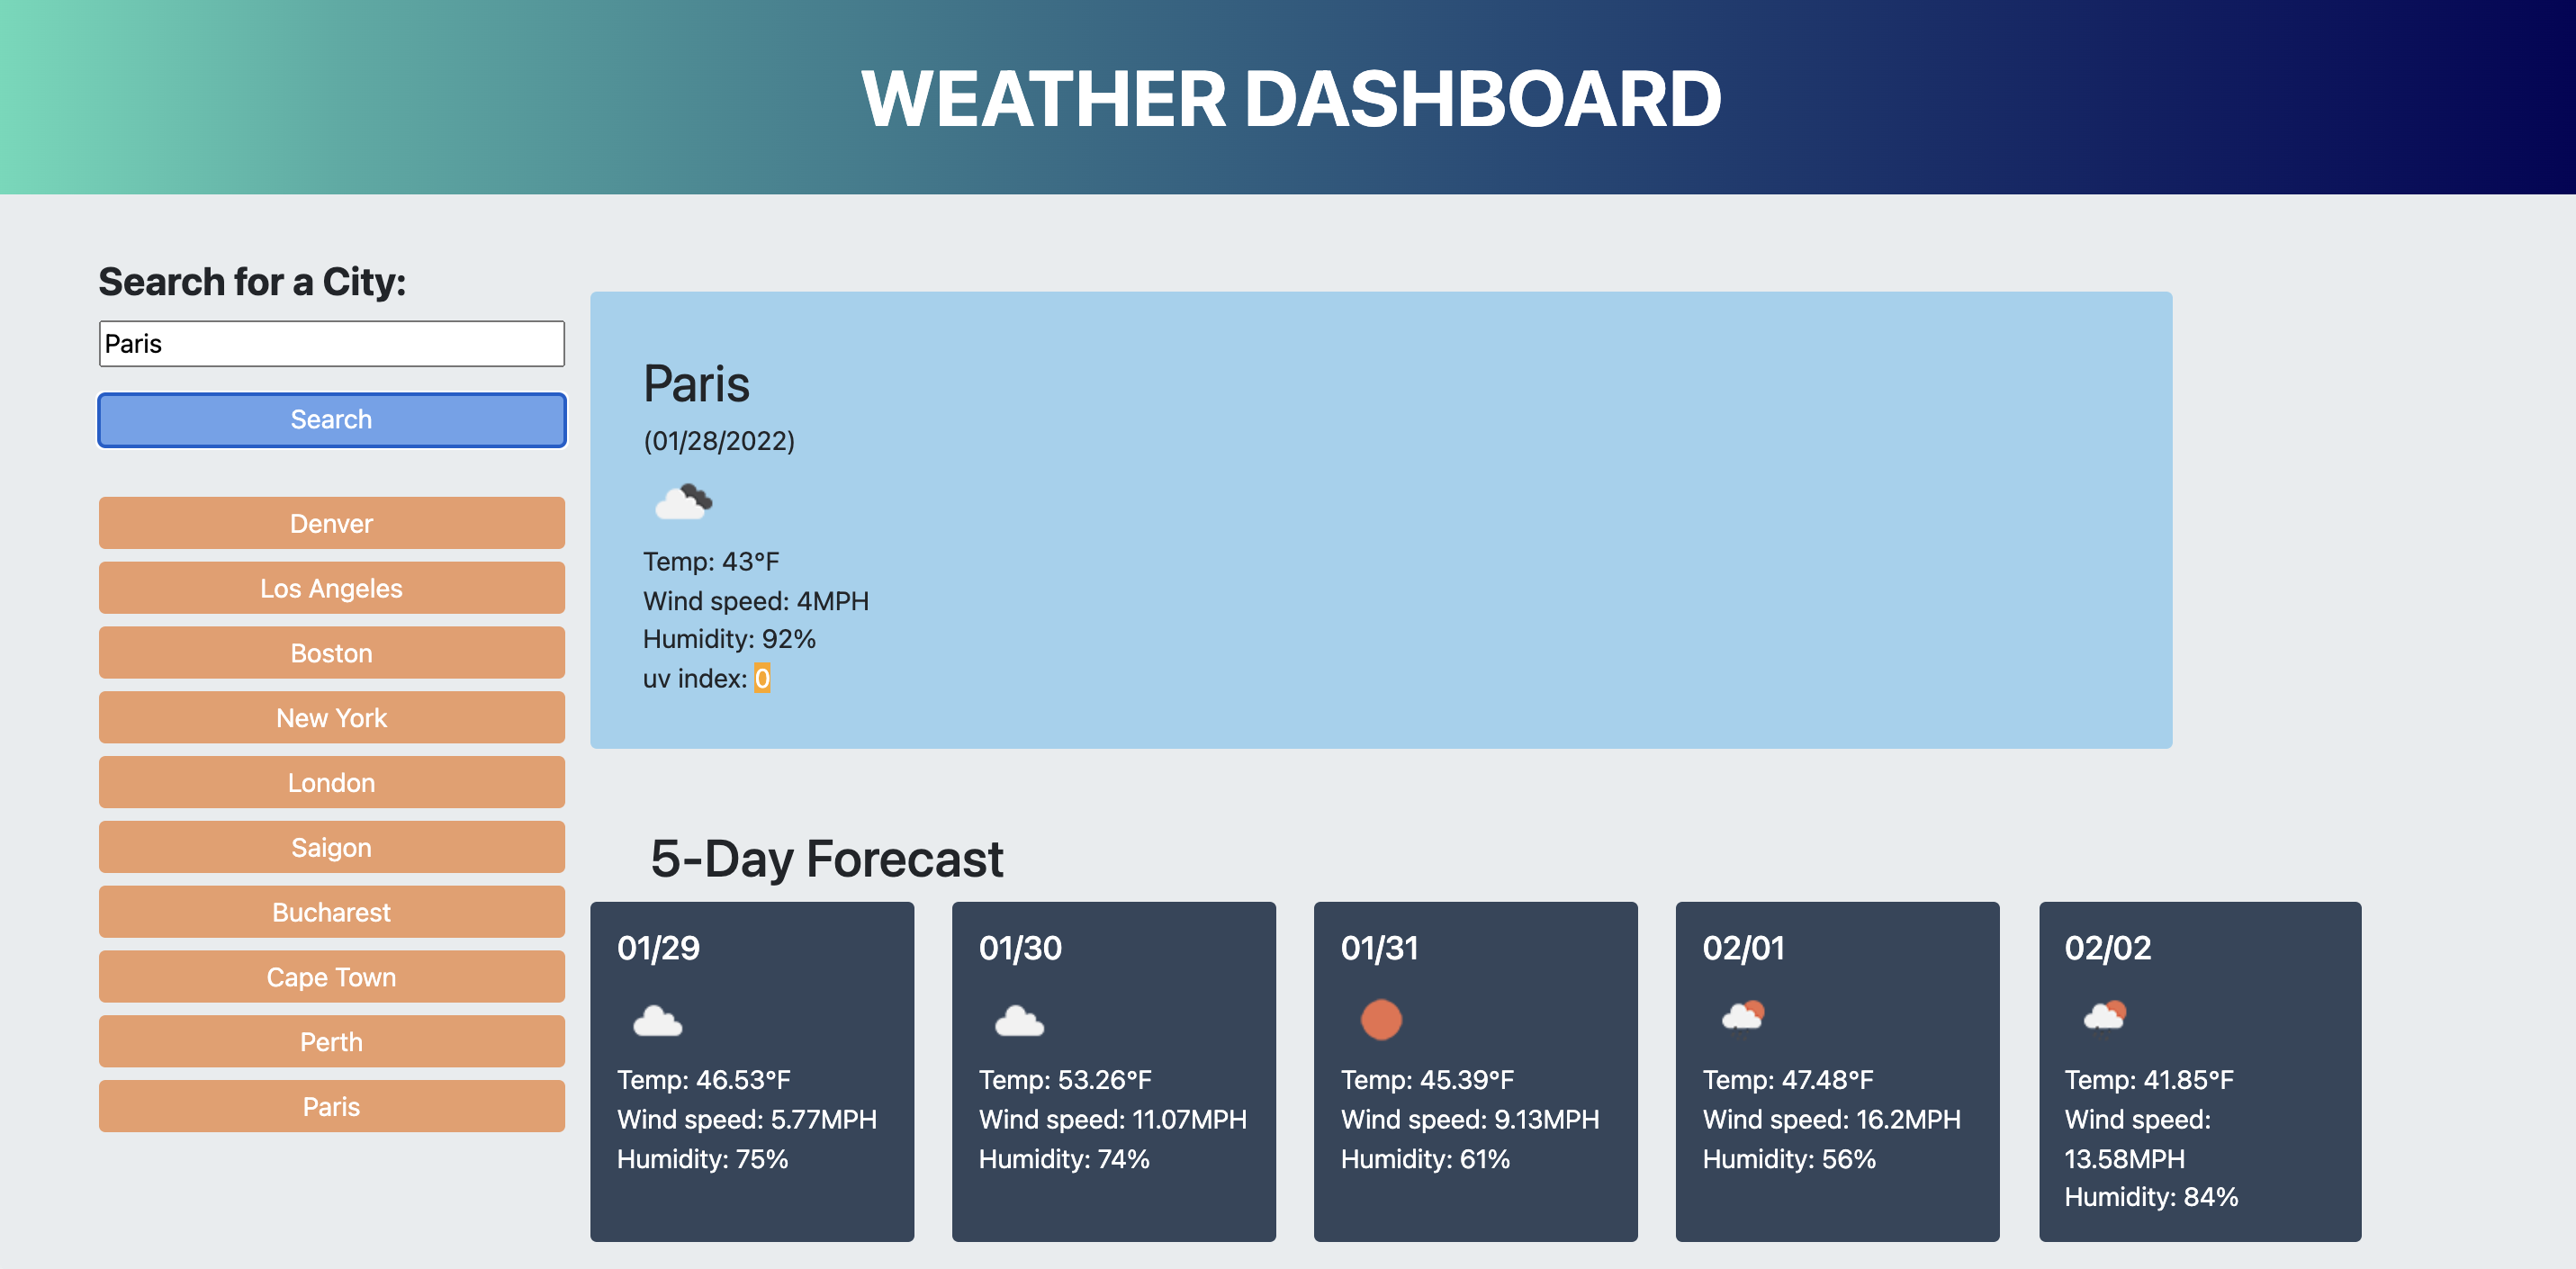 WEATHER DASHBOARD
Search for a City:
Paris
Search
Denver
Los Angeles
Boston
New York
London
Saigon
Bucharest
Cape Town
Perth
Paris
Paris
(01/28/2022)
Temp: 43°F
Wind speed: 4MPH
Humidity: 92%
uv index: 0
5-Day Forecast
01/29
Temp: 46.53°F
Wind speed: 5.77MPH
Humidity: 75%
01/30
Temp: 53.26°F
Wind speed: 11.07MPH
Humidity: 74%
01/31
Temp: 45.39°F
Wind speed: 9.13MPH
Humidity: 61%
02/01
Temp: 47.48°F
Wind speed: 16.2MPH
Humidity: 56%
02/02
Temp: 41.85°F
Wind speed:
13.58MPH
Humidity: 84%